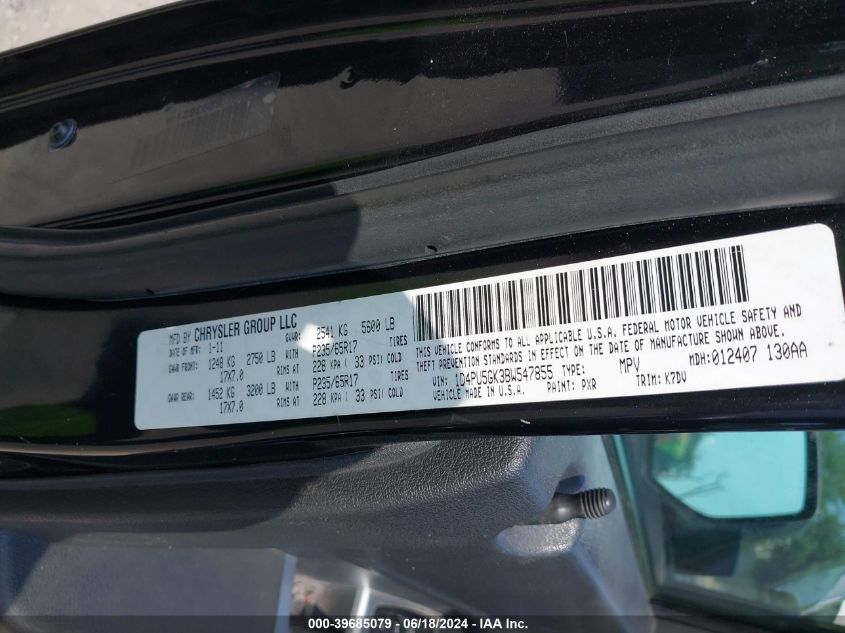 MFD BY CHRYSLER GROUP LLC
DATE OF MFR: 1-11 GVWR: 2541 KG 5600 LB
GAWR FRONT: 1248 KG 2750 LB WITH P235/65R17 TIRES
17X7.0 RIMS AT 228 KPA ( 33 PSI) COLD
GAWR REAR: 1452 KG 3200 LB WITH P235/65R17 TIRES
17X7.0 RIMS AT 228 KPA ( 33 PSI) COLD
THIS VEHICLE CONFORMS TO ALL APPLICABLE U.S.A. FEDERAL MOTOR VEHICLE SAFETY AND
THEFT PREVENTION STANDARDS IN EFFECT ON THE DATE OF MANUFACTURE SHOWN ABOVE.
VIN: 1D4PU5GK3BW547855 TYPE: MPV MDH: 012407 130AA
MADE IN U.S.A. PAINT: PXR TRIM: K7DV
000-39685079 - 06/18/2024 - IAA Inc.